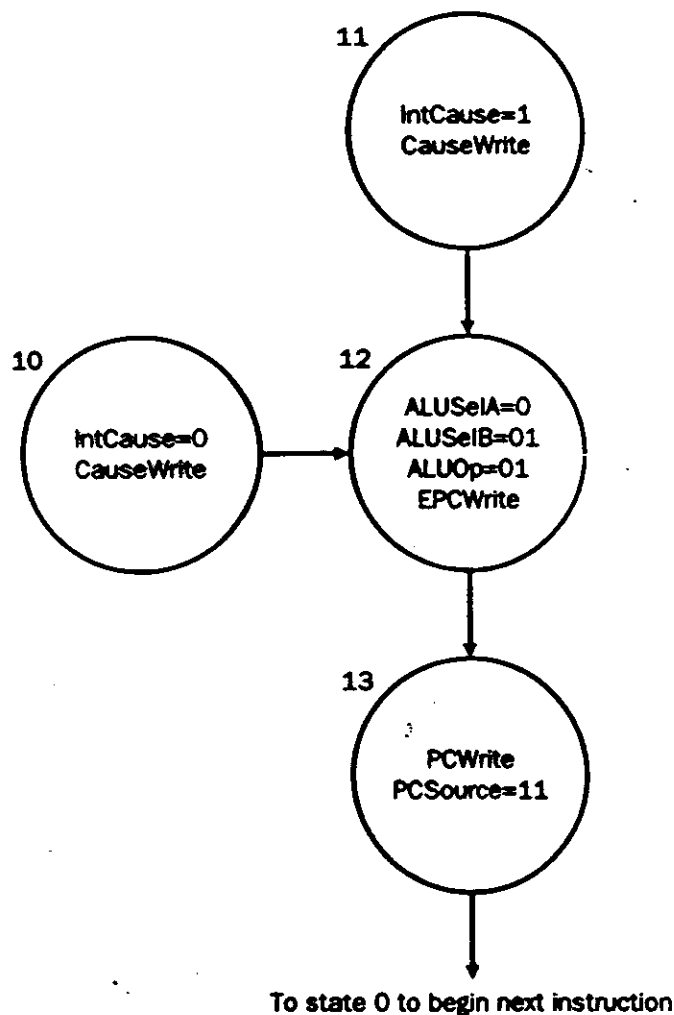 11
IntCause=1
CauseWrite
10
IntCause=0
CauseWrite
12
ALUSelA=0
ALUSelB=01
ALUOp=01
EPCWrite
13
PCWrite
PCSource=11
To state 0 to begin next instruction